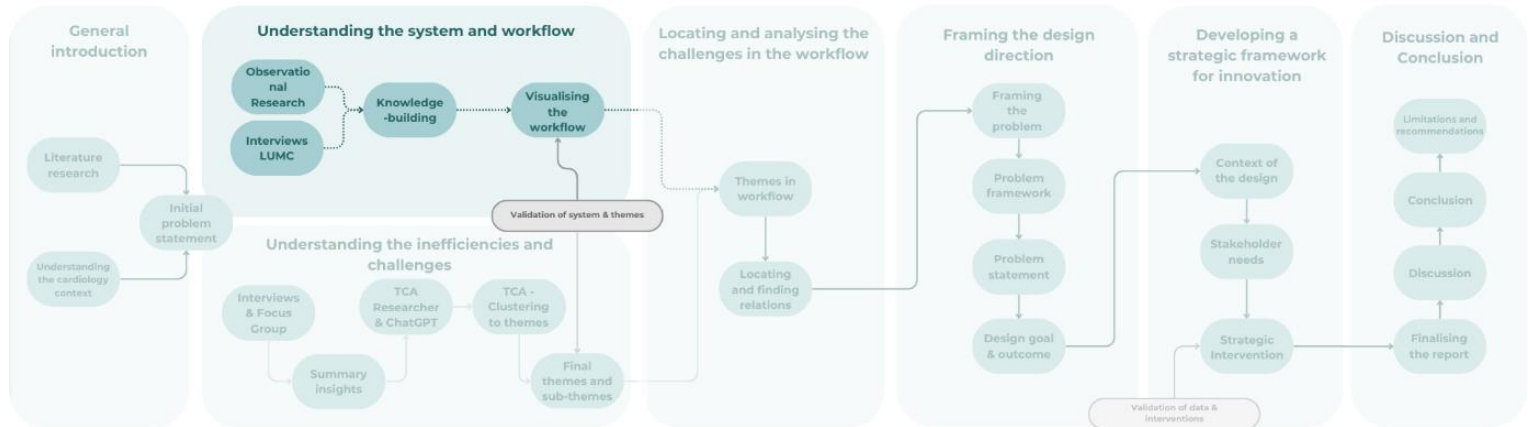 General
introduction
Literature
research
Initial
problem
statement
Understanding
the cardiology
context
Understanding the system and workflow
Observatio
nal
Research
Interviews
LUMC
Knowledge
-building
Visualising
the
workflow
Validation of system & themes
Understanding the inefficiencies and
challenges
Interviews
& Focus
Group
Summary
insights
TCA
Researcher
& ChatGPT
TCA -
Clustering
to themes
Final
themes and
sub-themes
Locating and analysing the
challenges in the workflow
Themes in
workflow
Locating
and finding
relations
Framing the design
direction
Framing
the
problem
Problem
framework
Problem
statement
Design goal
& outcome
Developing a
strategic framework
for innovation
Context of
the design
Stakeholder
needs
Strategic
Intervention
Validation of data &
interventions
Discussion and
Conclusion
Limitations and
recommendations
Conclusion
Discussion
Finalising
the report